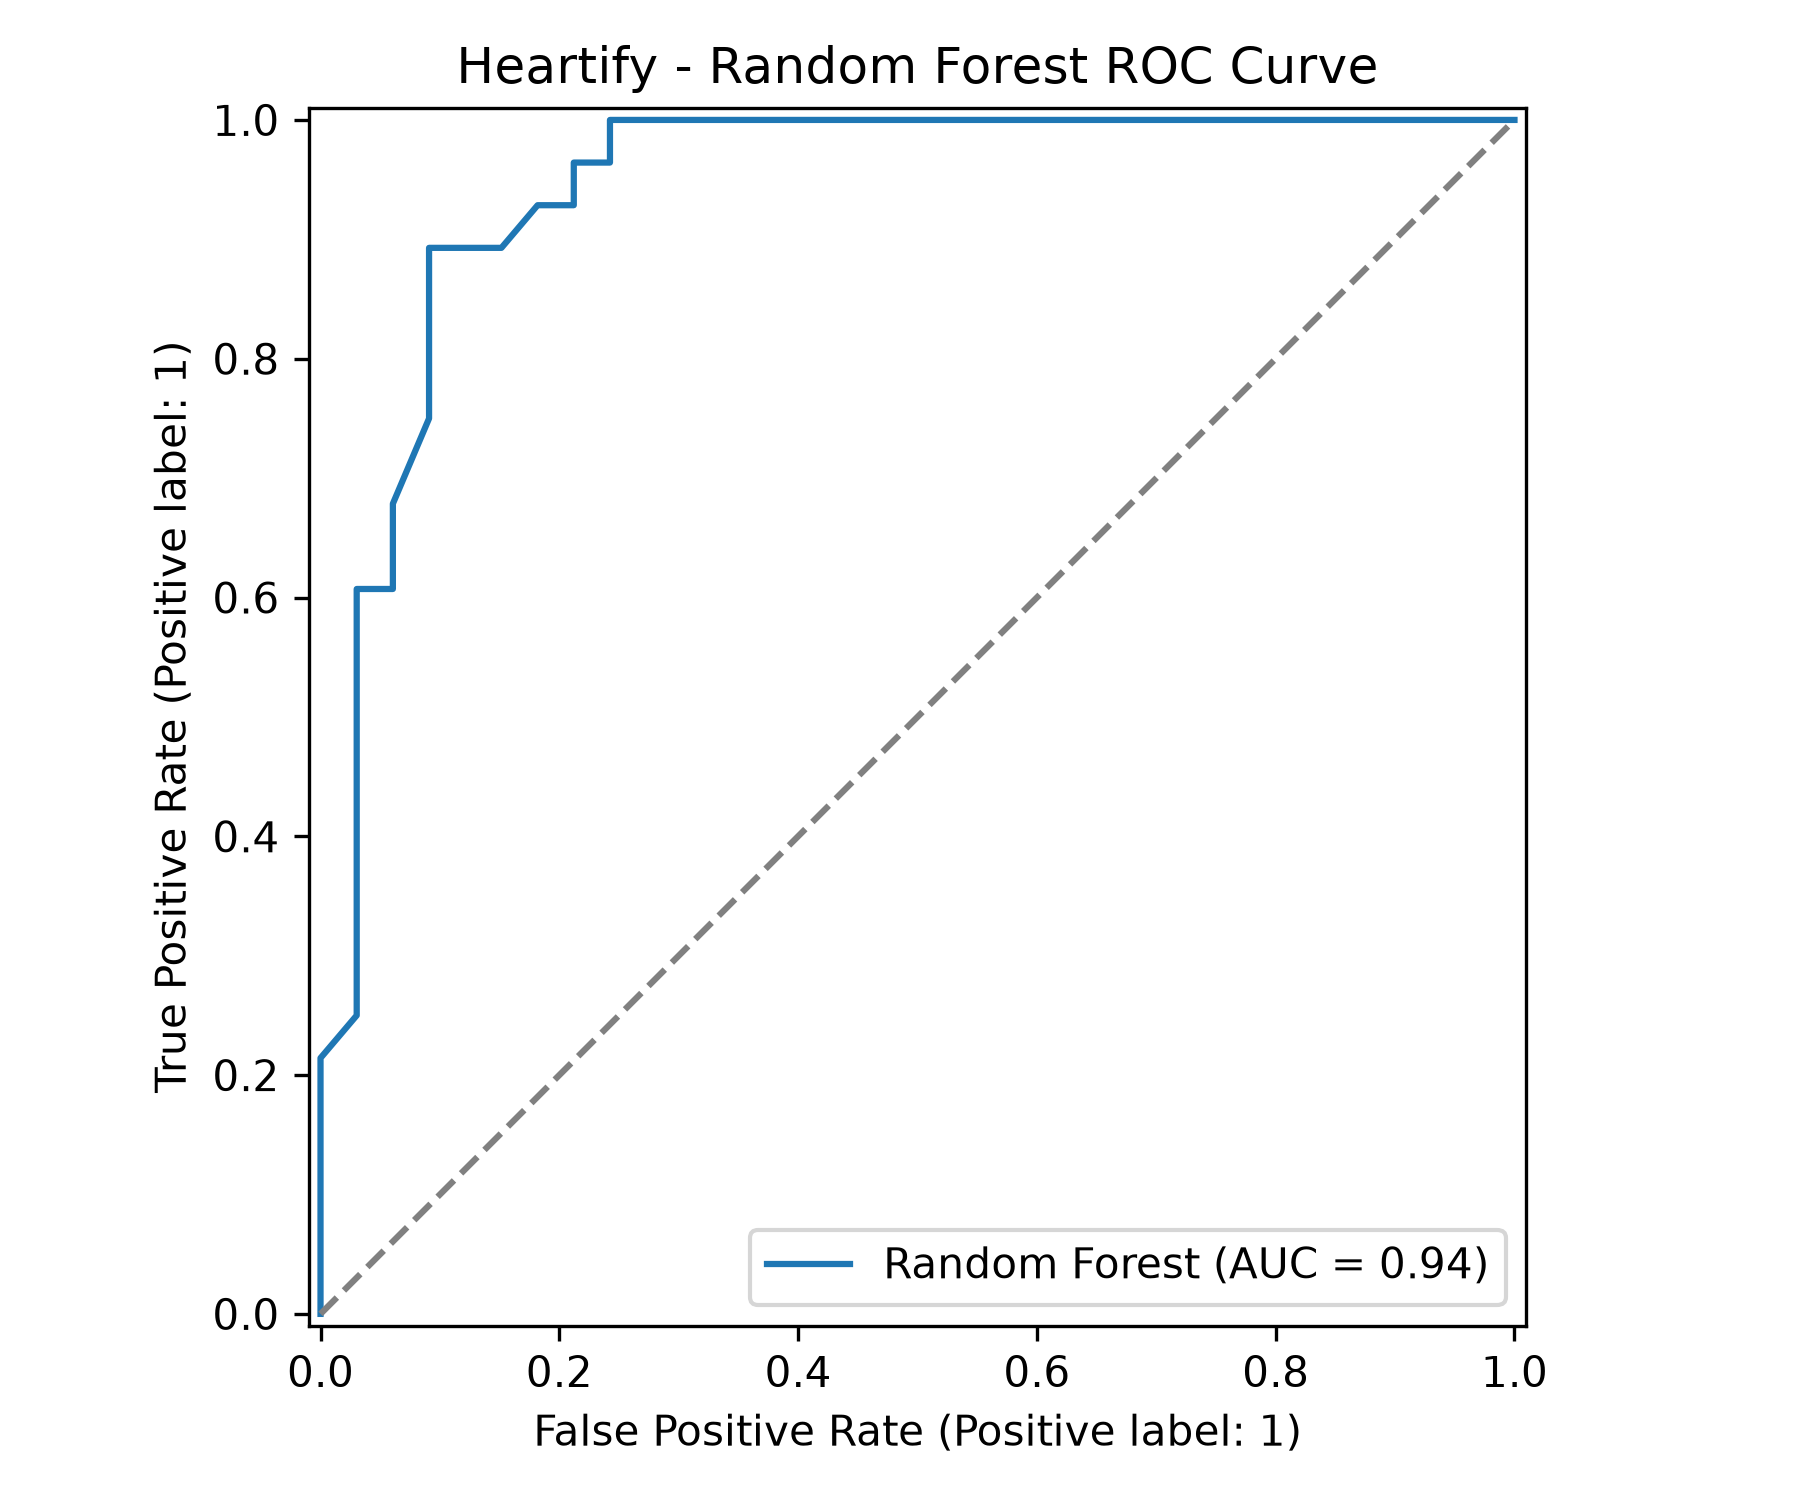 Heartify - Random Forest ROC Curve
1.0
0.8
0.6
0.4
0.2
0.0
True Positive Rate (Positive label: 1)
Random Forest (AUC = 0.94)
0.0 0.2 0.4 0.6 0.8 1.0
False Positive Rate (Positive label: 1)